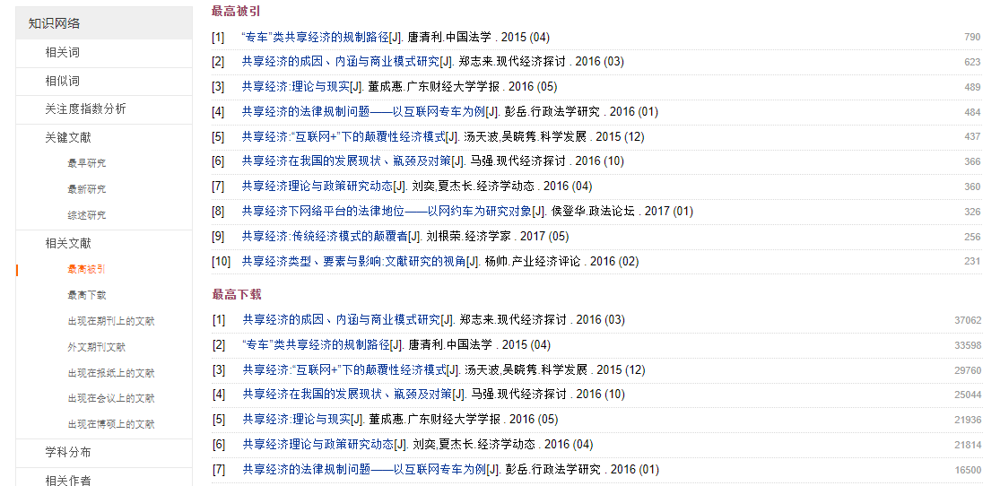 知识网络
相关词
相似词
关注度指数分析
关键文献
最早研究
最新研究
综述研究
相关文献
最高被引
最高下载
出现在期刊上的文献
外文期刊文献
出现在报纸上的文献
出现在会议上的文献
出现在博硕上的文献
学科分布
相关作者
最高被引
[1] “专车”类共享经济的规制路径[J]. 唐清利.中国法学 . 2015 (04) 790
[2] 共享经济的成因、内涵与商业模式研究[J]. 郑志来.现代经济探讨 . 2016 (03) 623
[3] 共享经济:理论与现实[J]. 董成惠.广东财经大学学报 . 2016 (05) 489
[4] 共享经济的法律规制问题——以互联网专车为例[J]. 彭岳.行政法学研究 . 2016 (01) 484
[5] 共享经济:“互联网+”下的颠覆性经济模式[J]. 汤天波,吴晓隽.科学发展 . 2015 (12) 437
[6] 共享经济在我国的发展现状、瓶颈及对策[J]. 马强.现代经济探讨 . 2016 (10) 366
[7] 共享经济理论与政策研究动态[J]. 刘奕,夏杰长.经济学动态 . 2016 (04) 360
[8] 共享经济下网络平台的法律地位——以网约车为研究对象[J]. 侯登华.政法论坛 . 2017 (01) 326
[9] 共享经济:传统经济模式的颠覆者[J]. 刘根荣.经济学家 . 2017 (05) 256
[10] 共享经济类型、要素与影响:文献研究的视角[J]. 杨帅.产业经济评论 . 2016 (02) 231
最高下载
[1] 共享经济的成因、内涵与商业模式研究[J]. 郑志来.现代经济探讨 . 2016 (03) 37062
[2] “专车”类共享经济的规制路径[J]. 唐清利.中国法学 . 2015 (04) 33598
[3] 共享经济:“互联网+”下的颠覆性经济模式[J]. 汤天波,吴晓隽.科学发展 . 2015 (12) 29760
[4] 共享经济在我国的发展现状、瓶颈及对策[J]. 马强.现代经济探讨 . 2016 (10) 25044
[5] 共享经济:理论与现实[J]. 董成惠.广东财经大学学报 . 2016 (05) 21936
[6] 共享经济理论与政策研究动态[J]. 刘奕,夏杰长.经济学动态 . 2016 (04) 21814
[7] 共享经济的法律规制问题——以互联网专车为例[J]. 彭岳.行政法学研究 . 2016 (01) 16500